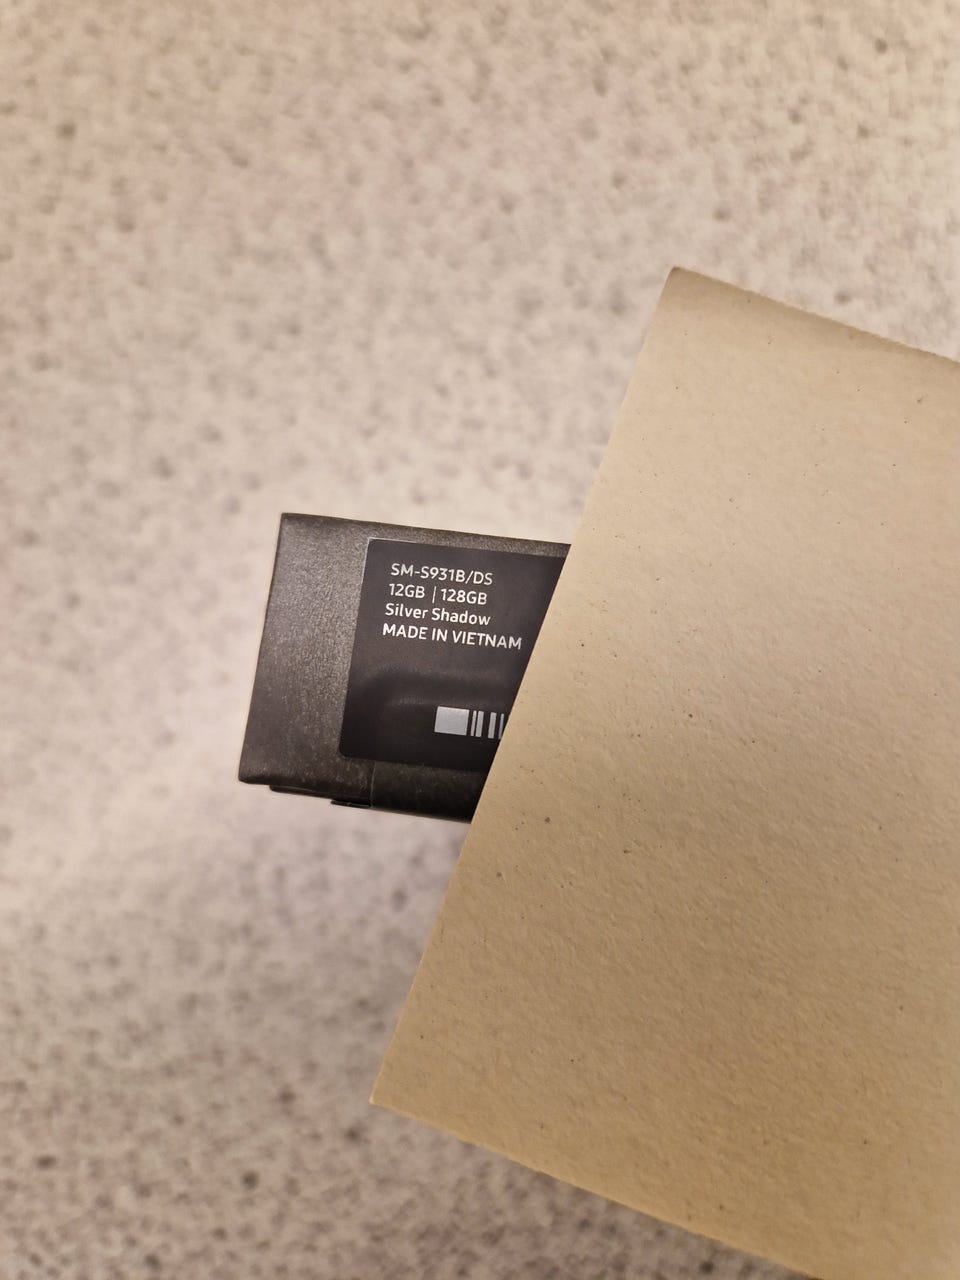 SM-S931B/DS
12GB | 128GB
Silver Shadow
MADE IN VIETNAM